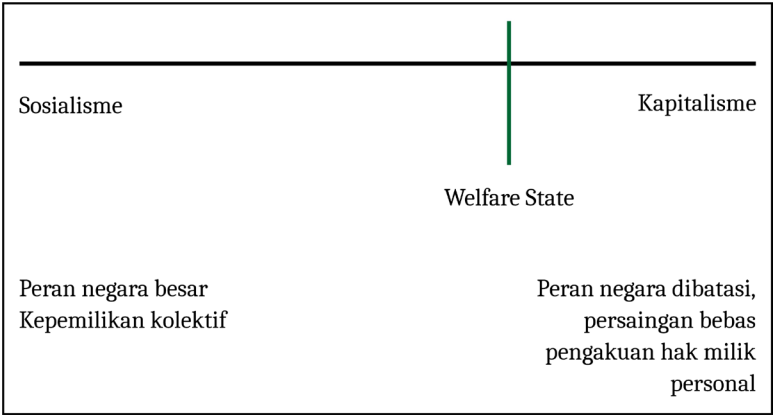 Sosialisme
Kapitalisme
Welfare State
Peran negara besar
Kepemilikan kolektif
Peran negara dibatasi,
persaingan bebas
pengakuan hak milik
personal